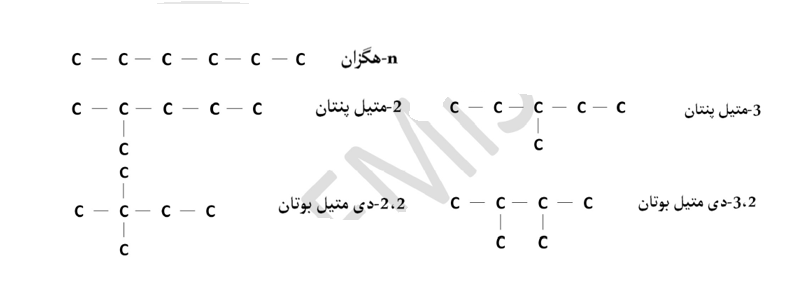 C — C — C — C — C — C n-هگزان
C — C — C — C — C 2-متیل پنتان
C
C
C — C — C — C 2،2-دی متیل بوتان
C
C — C — C — C — C 3-متیل پنتان
C
C — C — C — C 3،2-دی متیل بوتان
C C